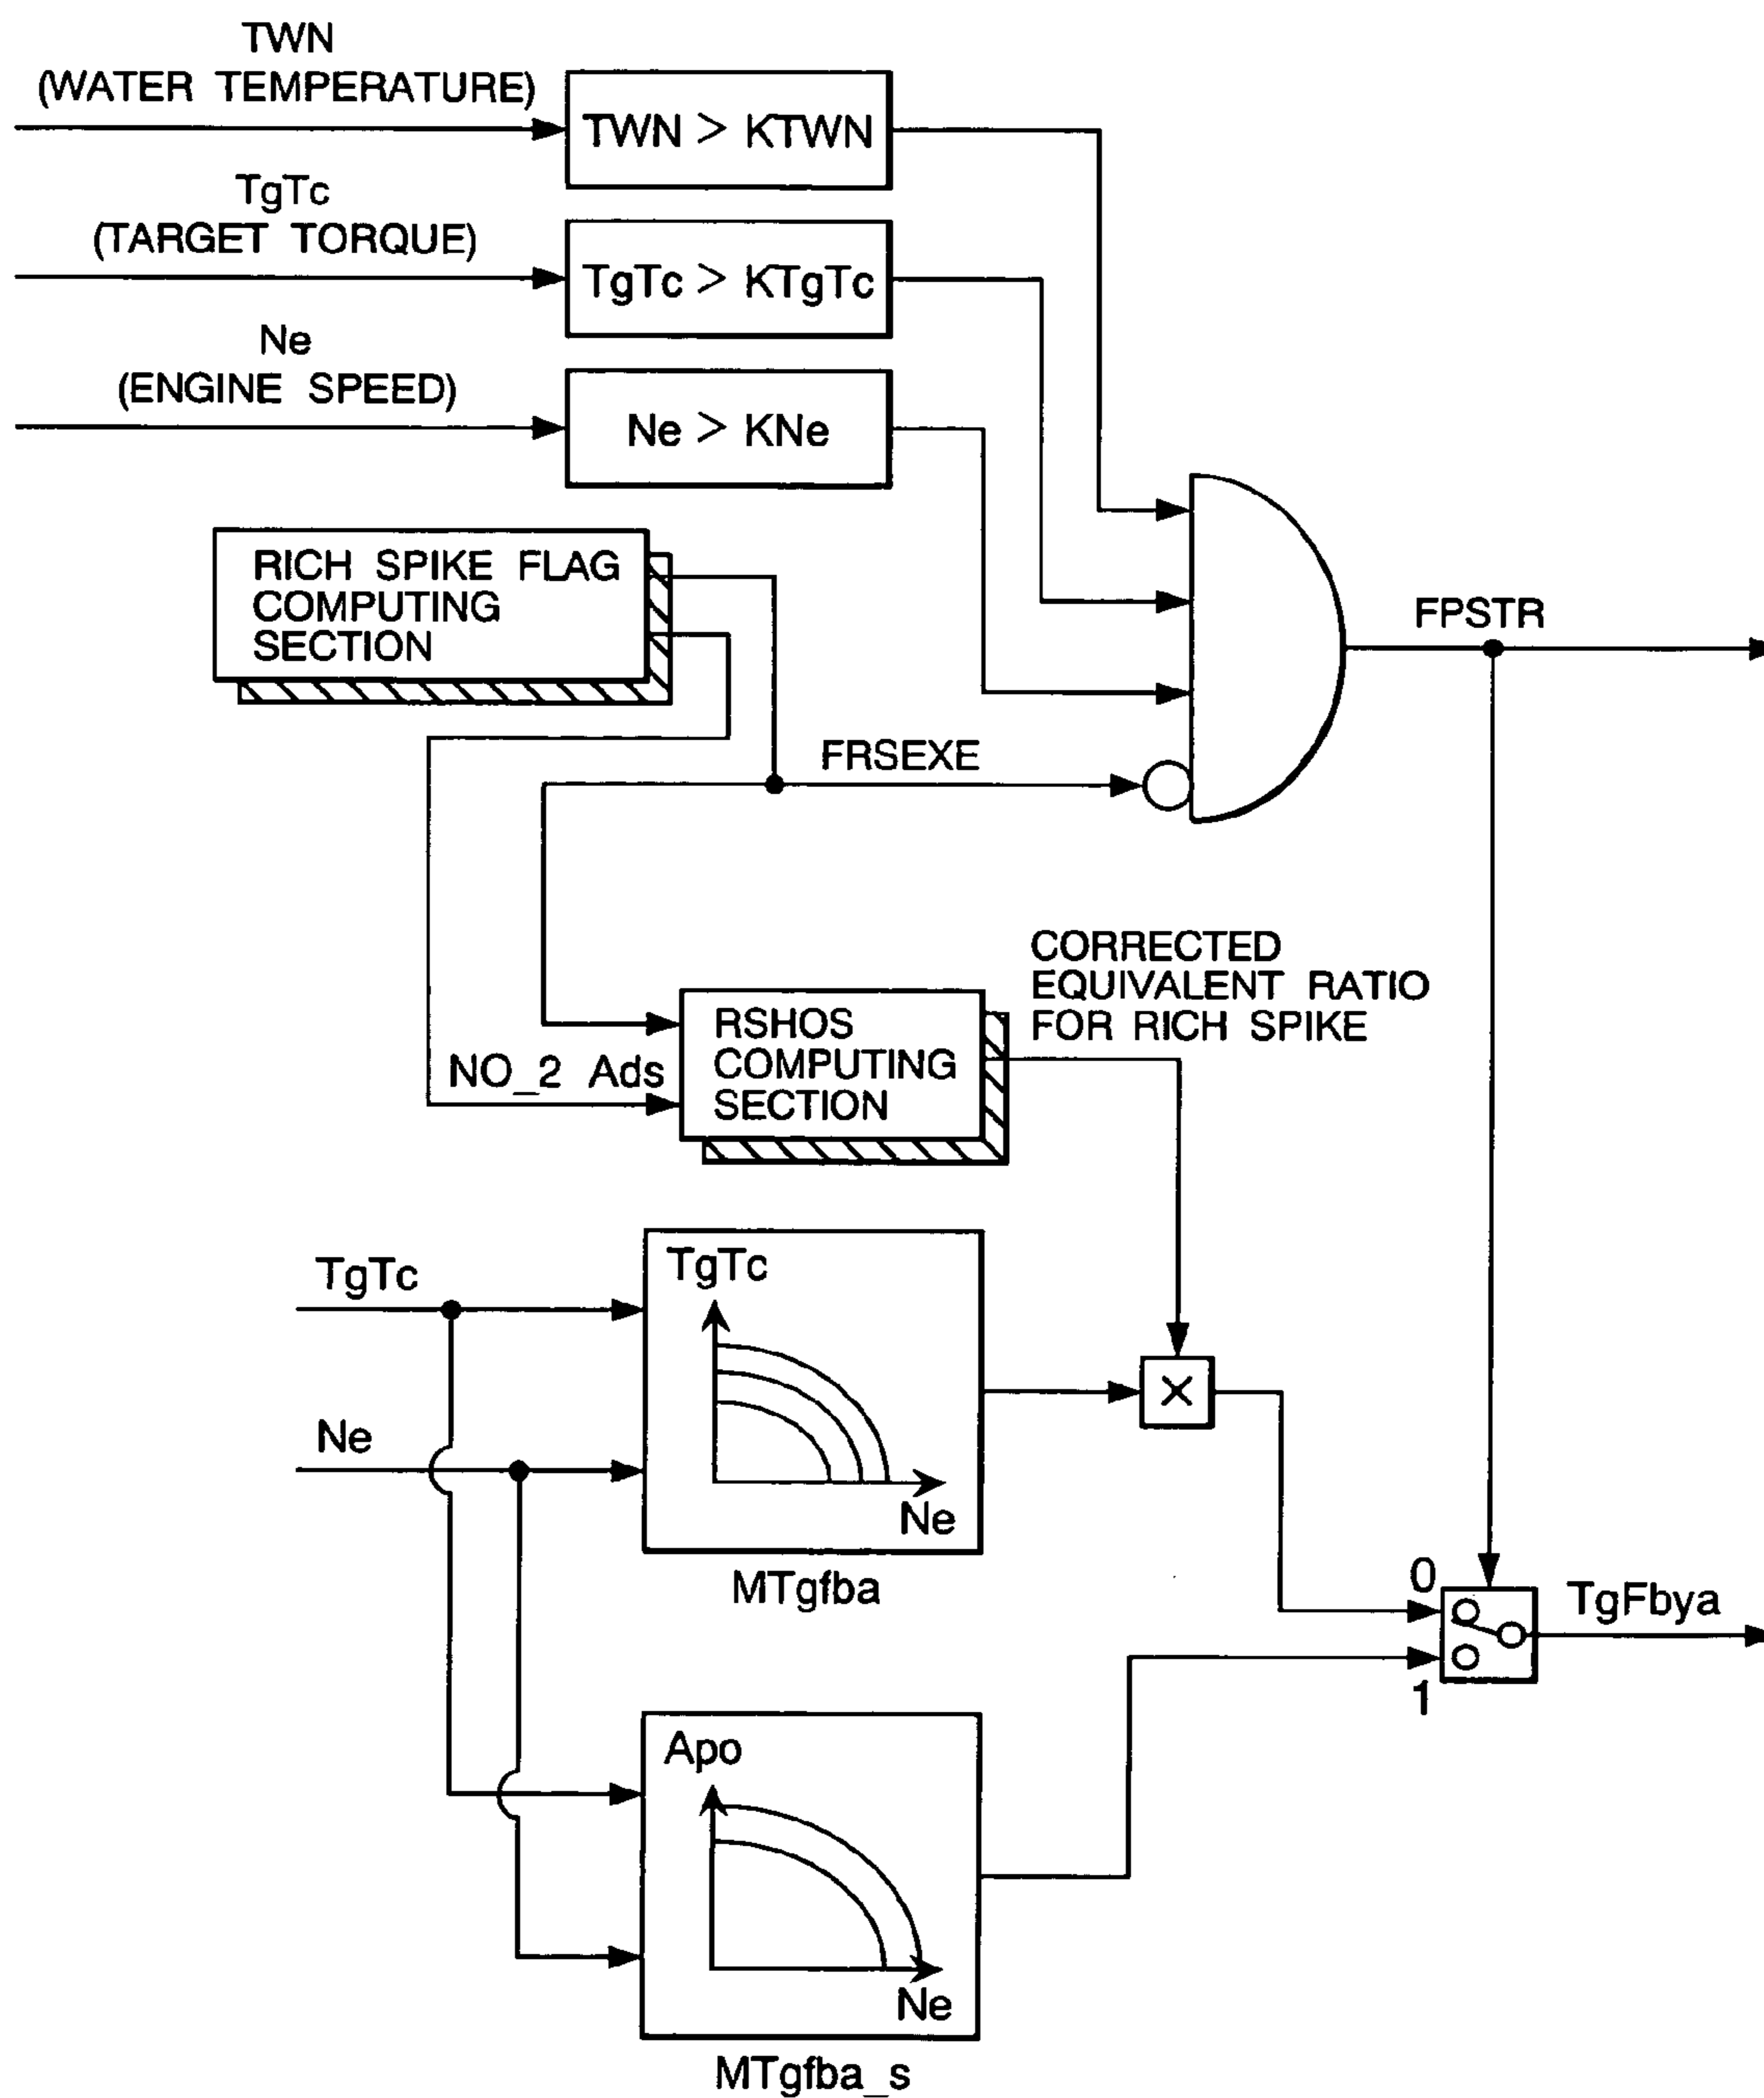 TWN
(WATER TEMPERATURE)
TWN > KTWN
TgTc
(TARGET TORQUE)
TgTc > KTgTc
Ne
(ENGINE SPEED)
Ne > KNe
RICH SPIKE FLAG
COMPUTING
SECTION
FPSTR
FRSEXE
CORRECTED
EQUIVALENT RATIO
FOR RICH SPIKE
RSHOS
COMPUTING
SECTION
NO_2 Ads
TgTc
TgTc
Ne
Ne
MTgfba
×
0
1
TgFbya
Apo
Ne
MTgfba_s